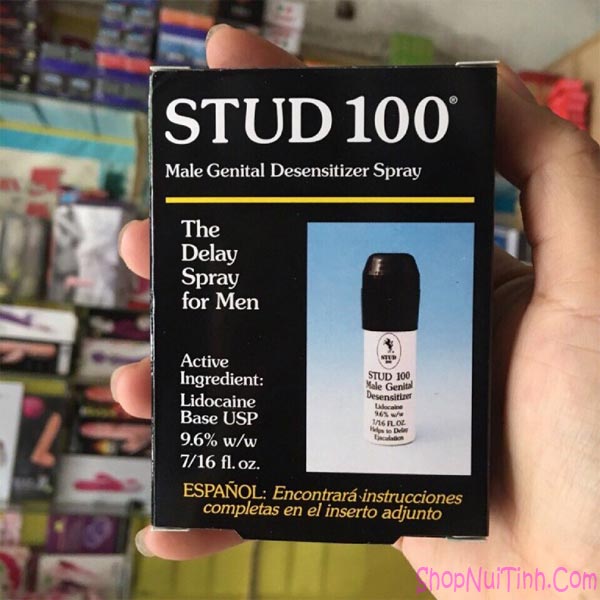 STUD 100®
Male Genital Desensitizer Spray
The
Delay
Spray
for Men
Active
Ingredient:
Lidocaine
Base USP
9.6% w/w
7/16 fl. oz.
STUD
100
STUD 100
Male Genital
Desensitizer
Lidocaine
9.6% w/w
7/16 FL.OZ.
Helps to Delay
Ejaculation
ESPAÑOL: Encontrará instrucciones
completas en el inserto adjunto
ShopNuiTinh.Com